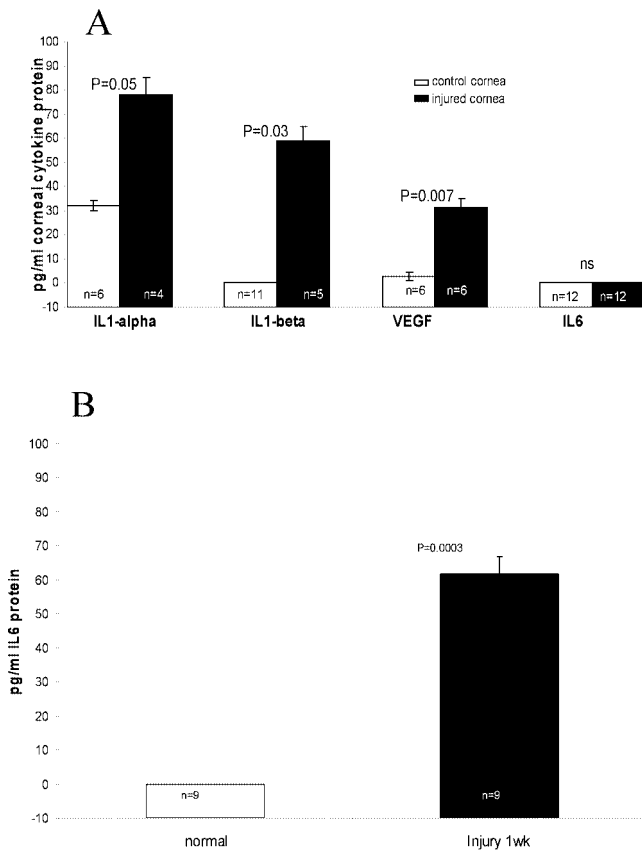 A
100
90
80
70
60
50
40
30
20
10
0
-10
pg/ml corneal cytokine protein
control cornea
injured cornea
P=0.05
P=0.03
P=0.007
ns
n=6
n=4
n=11
n=5
n=6
n=6
n=12
n=12
IL1-alpha
IL1-beta
VEGF
IL6
B
100
90
80
70
60
50
40
30
20
10
0
-10
pg/ml IL6 protein
P=0.0003
n=9
n=9
normal
Injury 1wk